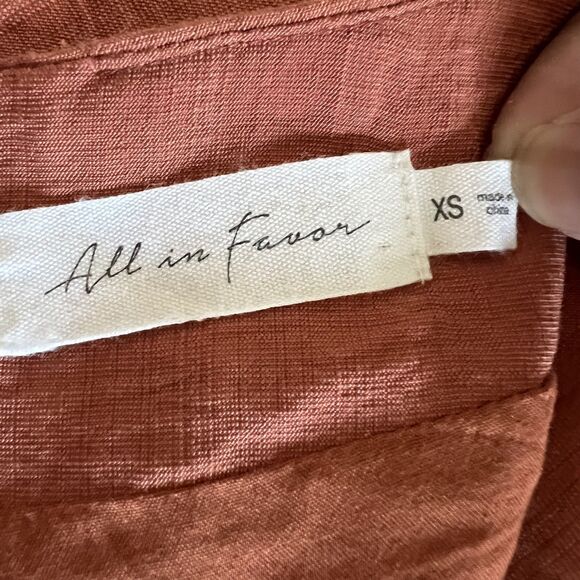 All in Favor
XS
made in
china